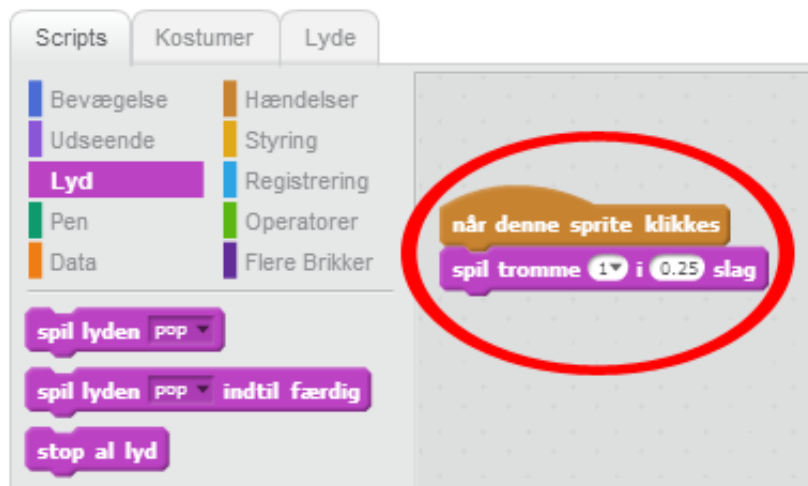 Scripts Kostumer Lyde
Bevægelse Hændelser
Udseende Styring
Lyd Registrering
Pen Operatorer
Data Flere Brikker
spil lyden pop
spil lyden pop indtil færdig
stop al lyd
når denne sprite klikkes
spil tromme 1 i 0.25 slag